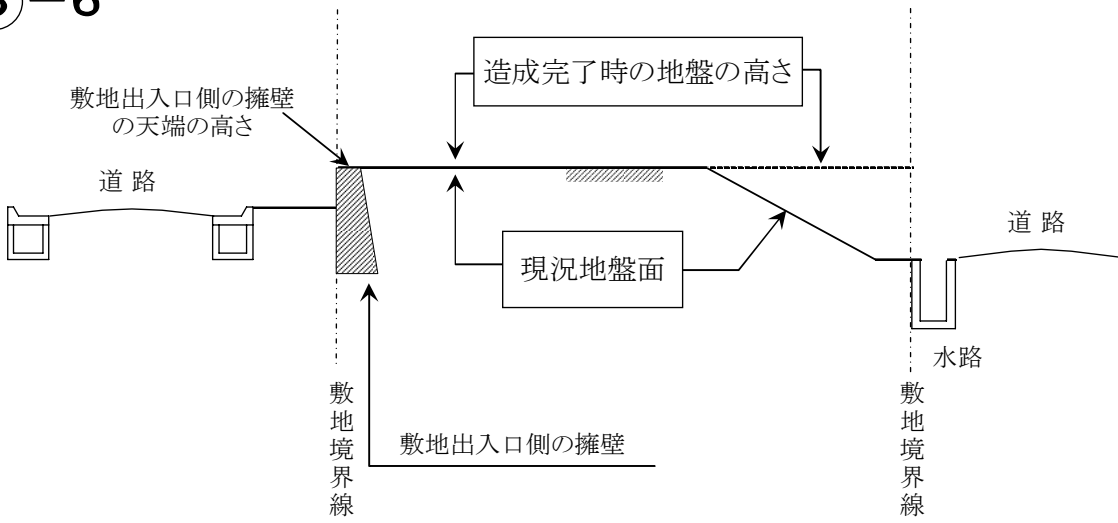 -6
造成完了時の地盤の高さ
敷地出入口側の擁壁
の天端の高さ
道 路
道 路
現況地盤面
水路
敷地境界線
敷地境界線
敷地出入口側の擁壁